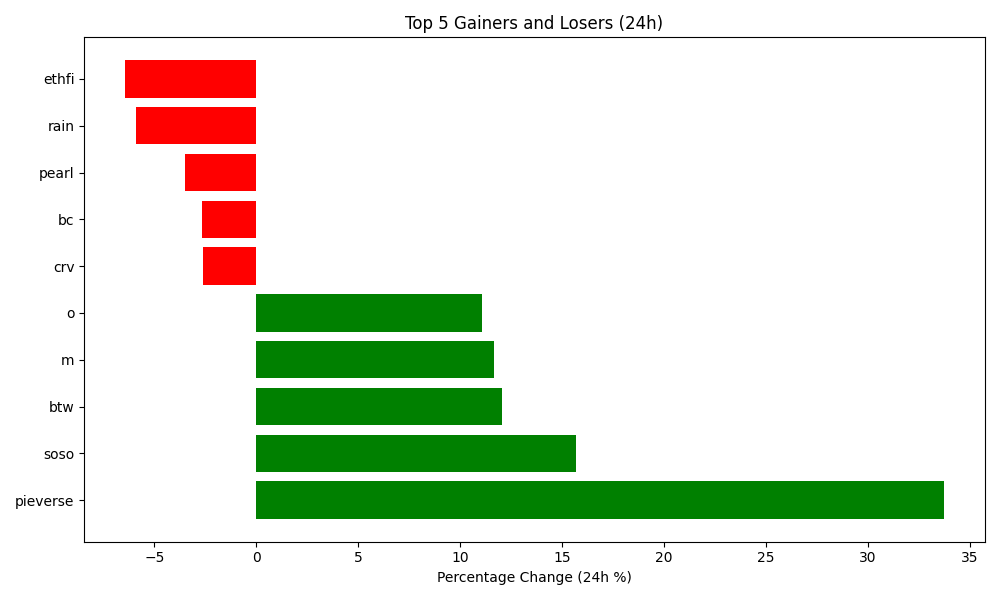 Top 5 Gainers and Losers (24h)
ethfi
rain
pearl
bc
crv
o
m
btw
soso
pieverse
−5 0 5 10 15 20 25 30 35
Percentage Change (24h %)